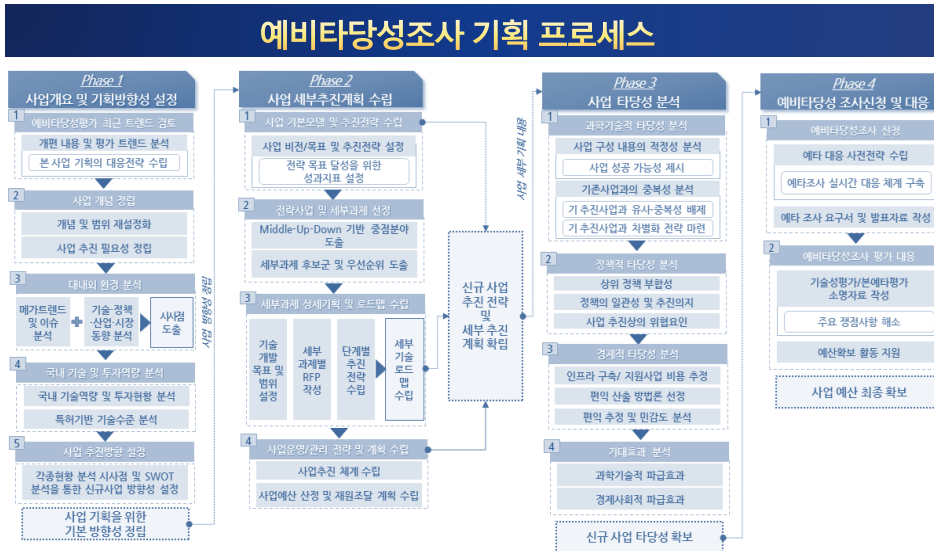 예비타당성조사 기획 프로세스
Phase 1
사업개요 및 기획방향성 설정
1
예비타당성평가 최근 트렌드 검토
개편 내용 및 평가 트렌드 분석
본 사업 기획의 대응전략 수립
2
사업 개념 정립
개념 및 범위 재설정화
사업 추진 필요성 정립
3
대내외 환경 분석
메가트렌드
및 이슈
분석
기술·정책
·산업·시장
동향 분석
시사점
도출
4
국내 기술 및 투자역량 분석
국내 기술역량 및 투자현황 분석
특허기반 기술수준 분석
5
사업 추진방향 설정
각종현황 분석 시사점 및 SWOT
분석을 통한 신규사업 방향성 설정
사업 기획을 위한
기본 방향성 정립
사업 방향성 정립
Phase 2
사업 세부추진계획 수립
1
사업 기본모델 및 추진전략 수립
사업 비전/목표 및 추진전략 설정
전략 목표 달성을 위한
성과지표 설정
2
전략사업 및 세부과제 선정
Middle-Up-Down 기반 중점분야
도출
세부과제 후보군 및 우선순위 도출
3
세부과제 상세기획 및 로드맵 수립
기술
개발
목표 및
범위
설정
세부
과제별
RFP
작성
단계별
추진
전략
수립
세부
기술
로드
맵
수립
4
사업운영/관리 전략 및 계획 수립
사업추진 체계 수립
사업예산 산정 및 재원조달 계획 수립
신규 사업
추진 전략
및
세부 추진
계획 확립
사업 세부 기획 내용
Phase 3
사업 타당성 분석
1
과학기술적 타당성 분석
사업 구성 내용의 적정성 분석
사업 성공 가능성 제시
기존사업과의 중복성 분석
기 추진사업과 유사·중복성 배제
기 추진사업과 차별화 전략 마련
2
정책적 타당성 분석
상위 정책 부합성
정책의 일관성 및 추진의지
사업 추진상의 위협요인
3
경제적 타당성 분석
인프라 구축/ 지원사업 비용 추정
편익 산출 방법론 선정
편익 추정 및 민감도 분석
4
기대효과 분석
과학기술적 파급효과
경제사회적 파급효과
신규 사업 타당성 확보
Phase 4
예비타당성 조사신청 및 대응
1
예비타당성조사 신청
예타 대응 사전전략 수립
예타조사 실시간 대응 체계 구축
예타 조사 요구서 및 발표자료 작성
2
예비타당성조사 평가 대응
기술성평가/본예타평가
소명자료 작성
주요 쟁점사항 해소
예산확보 활동 지원
사업 예산 최종 확보